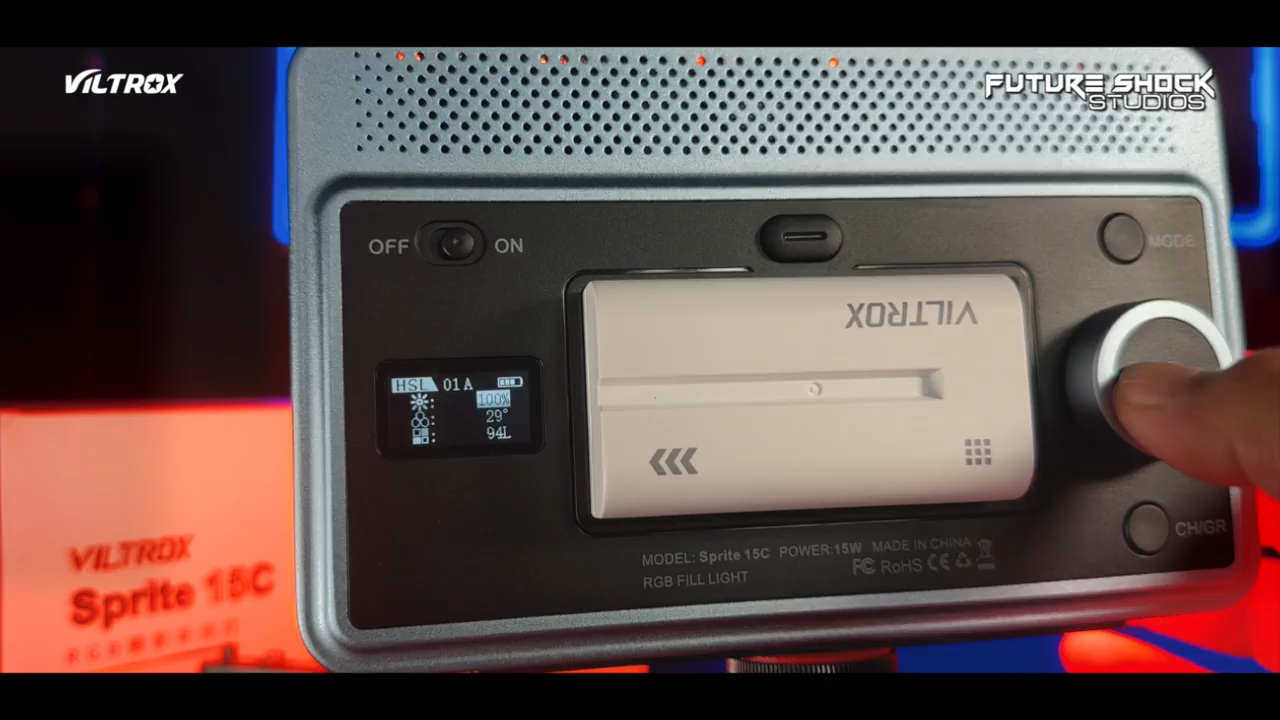 VILTROX
FUTURE SHOCK
STUDIOS
OFF ON
MODE
VILTROX
HSL 01 A
100%
29°
94L
CH/GR
MODEL: Sprite 15C POWER:15W MADE IN CHINA
RGB FILL LIGHT
FC RoHS CE
VILTROX
Sprite 15C